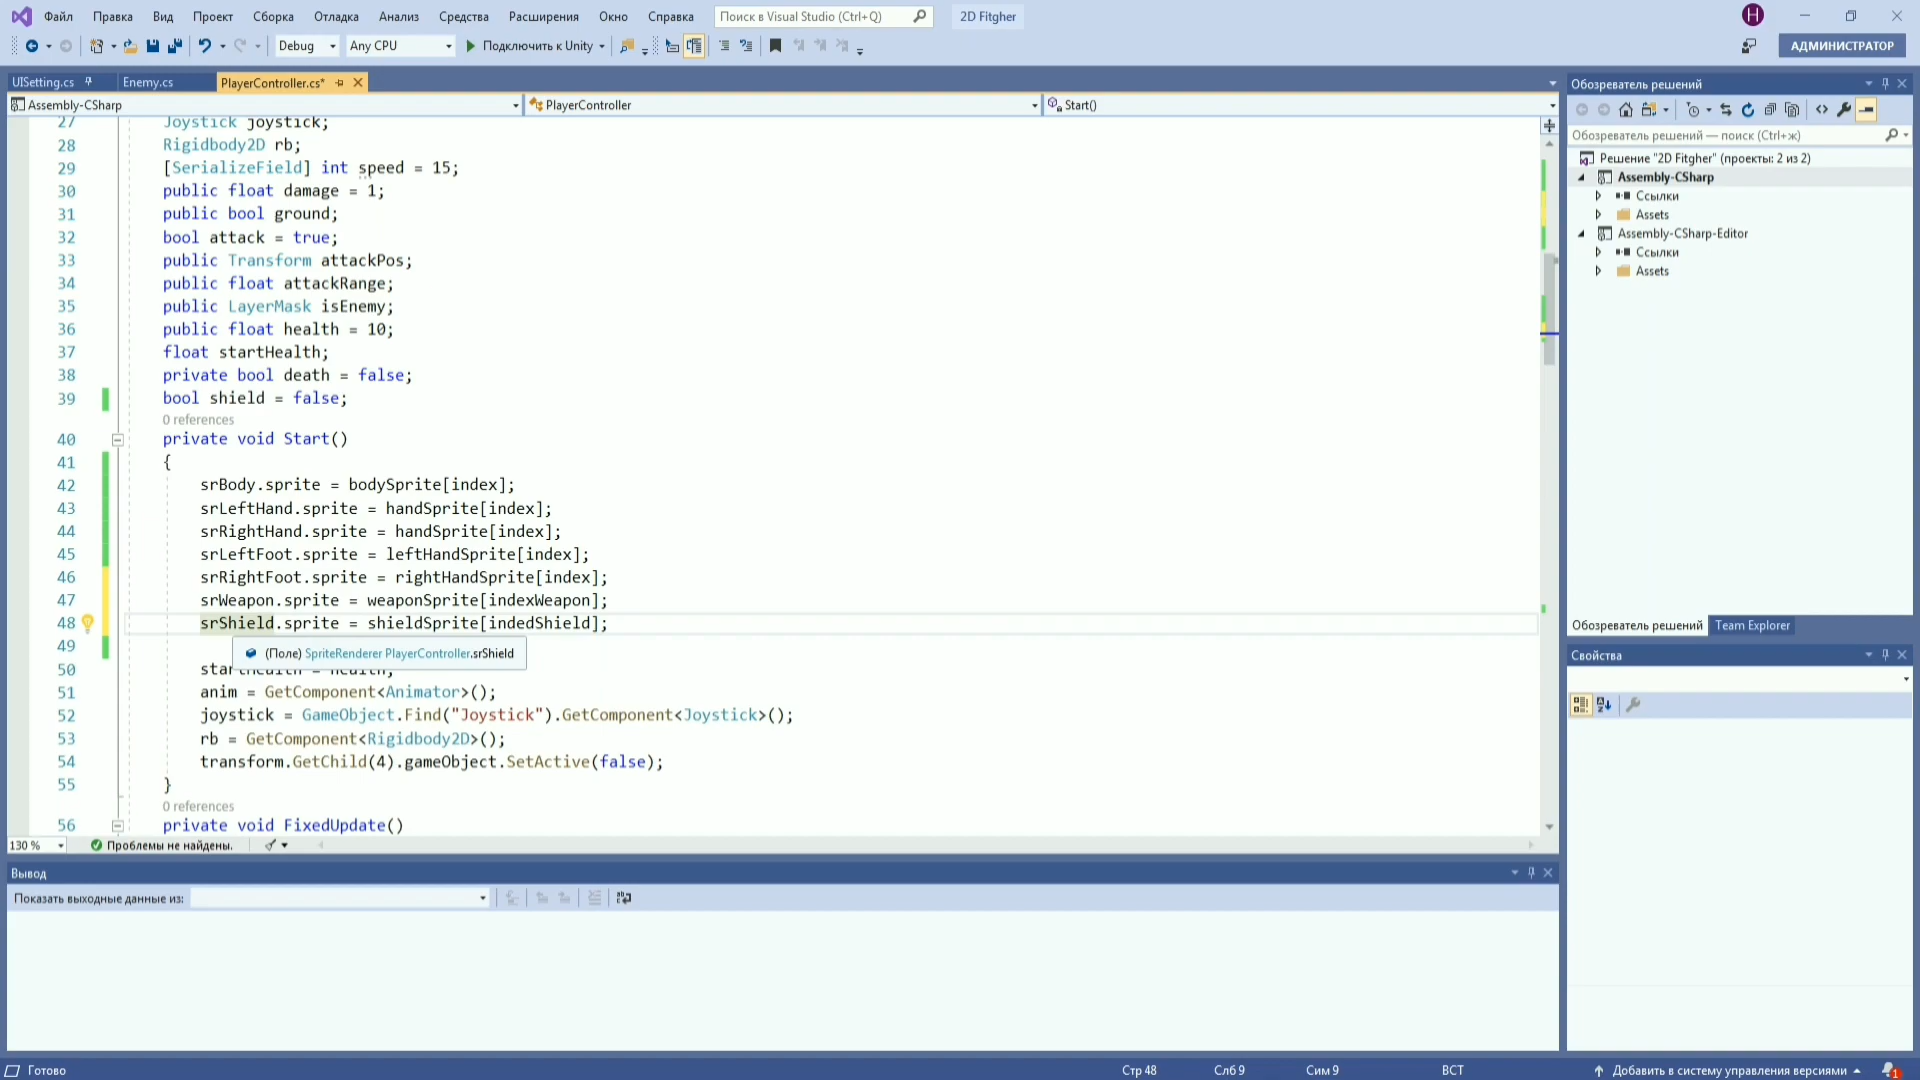 Файл Правка Вид Проект Сборка Отладка Анализ Средства Расширения Окно Справка Поиск в Visual Studio (Ctrl+Q) 2D Fitgher H
Debug Any CPU Подключить к Unity АДМИНИСТРАТОР
UISetting.cs Enemy.cs PlayerController.cs*
Assembly-CSharp PlayerController Start()
27 Joystick joystick;
28 Rigidbody2D rb;
29 [SerializeField] int speed = 15;
30 public float damage = 1;
31 public bool ground;
32 bool attack = true;
33 public Transform attackPos;
34 public float attackRange;
35 public LayerMask isEnemy;
36 public float health = 10;
37 float startHealth;
38 private bool death = false;
39 bool shield = false;
0 references
40 private void Start()
41 {
42 srBody.sprite = bodySprite[index];
43 srLeftHand.sprite = handSprite[index];
44 srRightHand.sprite = handSprite[index];
45 srLeftFoot.sprite = leftHandSprite[index];
46 srRightFoot.sprite = rightHandSprite[index];
47 srWeapon.sprite = weaponSprite[indexWeapon];
48 srShield.sprite = shieldSprite[indedShield];
49
(Поле) SpriteRenderer PlayerController.srShield
50 startHealth = health;
51 anim = GetComponent<Animator>();
52 joystick = GameObject.Find("Joystick").GetComponent<Joystick>();
53 rb = GetComponent<Rigidbody2D>();
54 transform.GetChild(4).gameObject.SetActive(false);
55 }
0 references
56 private void FixedUpdate()
130 % Проблемы не найдены.
Вывод
Показать выходные данные из:
Обозреватель решений
Обозреватель решений — поиск (Ctrl+ж)
Решение "2D Fitgher" (проекты: 2 из 2)
Assembly-CSharp
Ссылки
Assets
Assembly-CSharp-Editor
Ссылки
Assets
Обозреватель решений Team Explorer
Свойства
Готово Стр 48 Слб 9 Сим 9 ВСТ Добавить в систему управления версиями 1